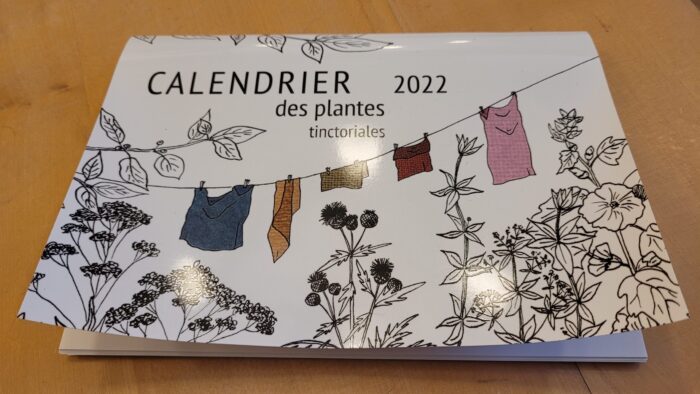 CALENDRIER 2022
des plantes
tinctoriales